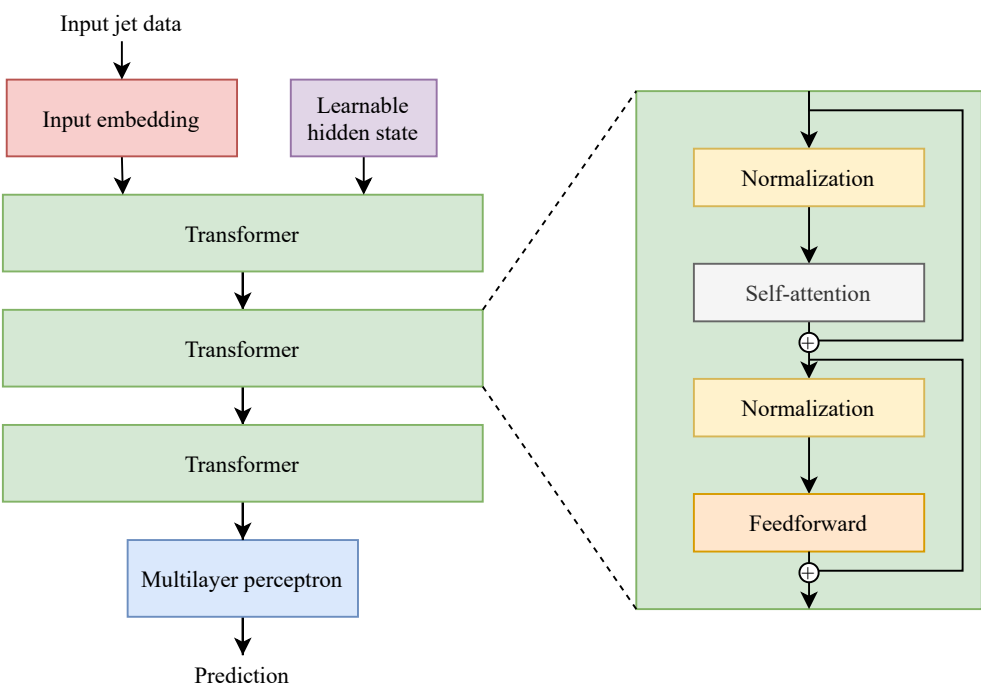 Input jet data
Input embedding
Learnable
hidden state
Transformer
Transformer
Transformer
Multilayer perceptron
Prediction
Normalization
Self-attention
Normalization
Feedforward